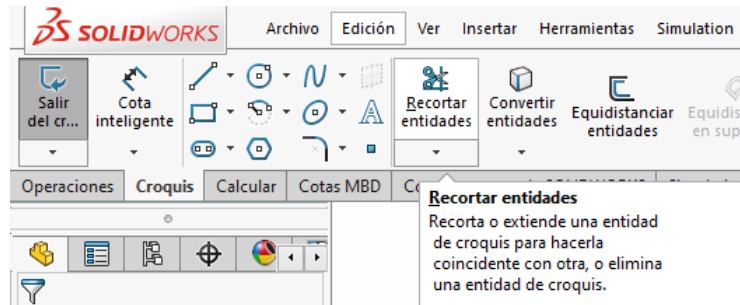 SOLIDWORKS
Archivo Edición Ver Insertar Herramientas Simulation
Salir del cr...
Cota inteligente
Recortar entidades
Convertir entidades
Equidistanciar entidades
Equidis
en sup
Operaciones Croquis Calcular Cotas MBD
Recortar entidades
Recorta o extiende una entidad
de croquis para hacerla
coincidente con otra, o elimina
una entidad de croquis.